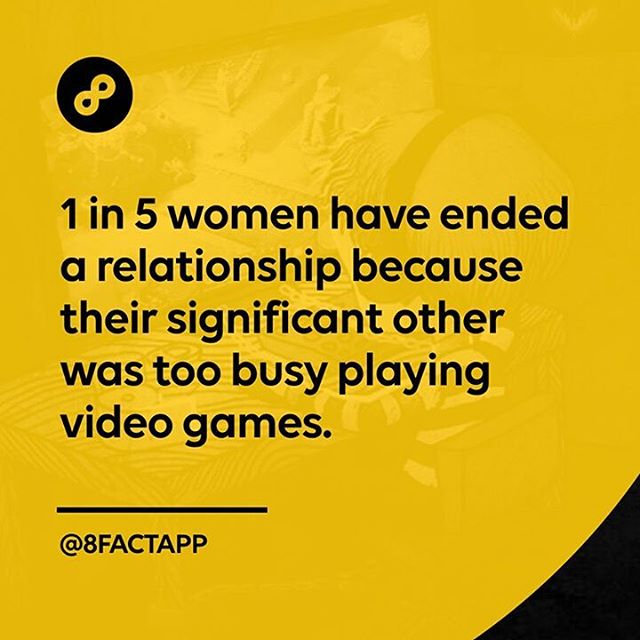 1 in 5 women have ended
a relationship because
their significant other
was too busy playing
video games.
@8FACTAPP